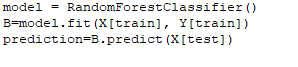 model = RandomForestClassifier()
B=model.fit(X[train], Y[train])
prediction=B.predict(X[test])